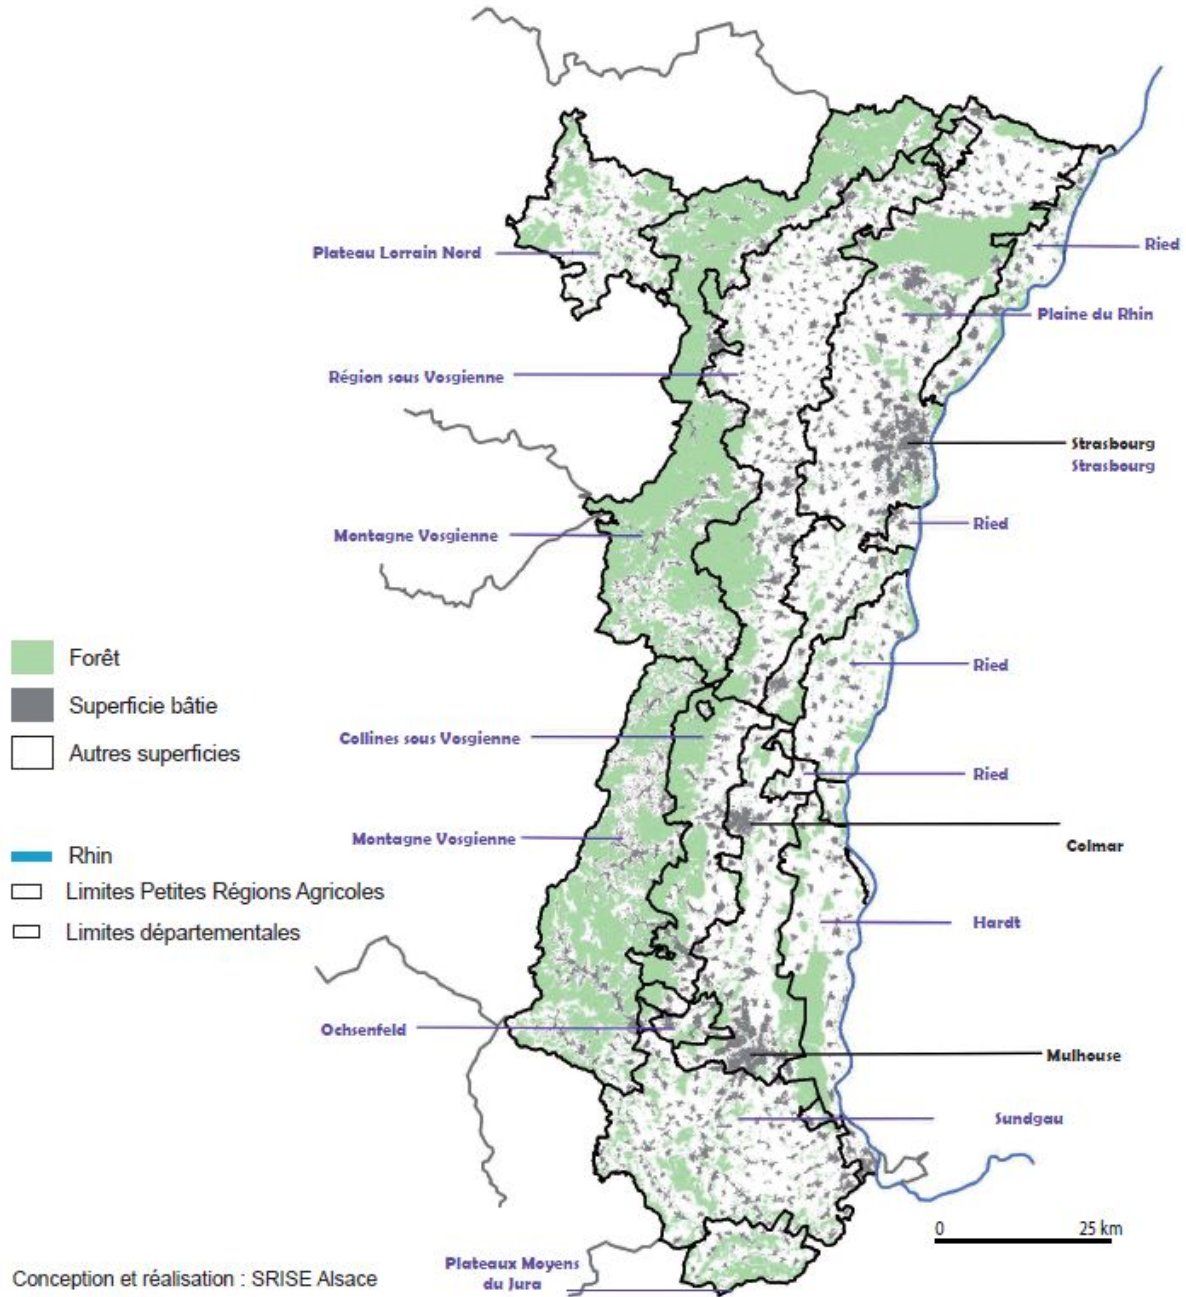 Plateau Lorrain Nord
Ried
Plaine du Rhin
Région sous Vosgienne
Strasbourg
Strasbourg
Ried
Montagne Vosgienne
Forêt
Ried
Superficie bâtie
Collines sous Vosgienne
Autres superficies
Ried
Montagne Vosgienne
Colmar
Rhin
Limites Petites Régions Agricoles
Hardt
Limites départementales
Ochsenfeld
Mulhouse
Sundgau
0 25 km
Plateaux Moyens
du Jura
Conception et réalisation : SRISE Alsace